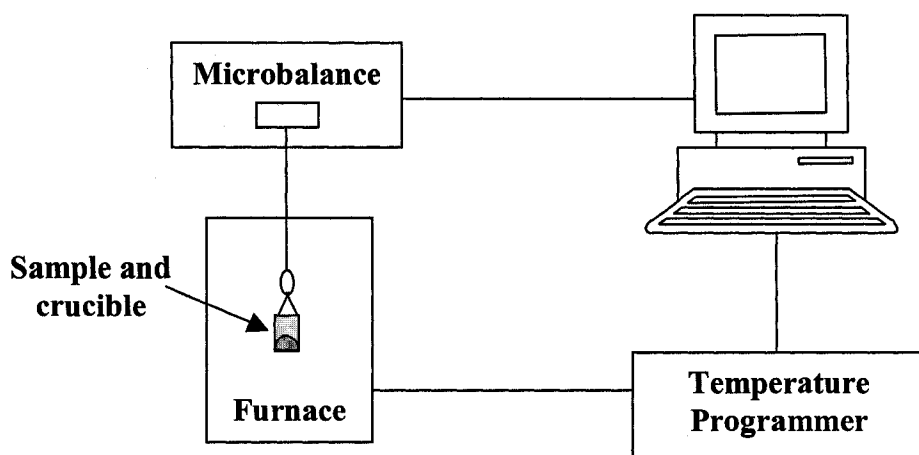 Microbalance
Sample and
crucible
Furnace
Temperature
Programmer